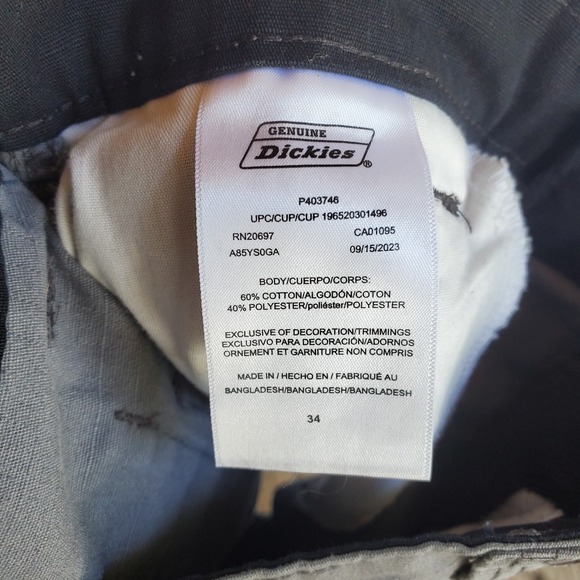 GENUINE
Dickies®
P403746
UPC/CUP/CUP 196520301496
RN20697 CA01095
A85YS0GA 09/15/2023
BODY/CUERPO/CORPS:
60% COTTON/ALGODÓN/COTON
40% POLYESTER/poliéster/POLYESTER
EXCLUSIVE OF DECORATION/TRIMMINGS
EXCLUSIVO PARA DECORACIÓN/ADORNOS
ORNEMENT ET GARNITURE NON COMPRIS
MADE IN / HECHO EN / FABRIQUÉ AU
BANGLADESH/BANGLADESH/BANGLADESH
34